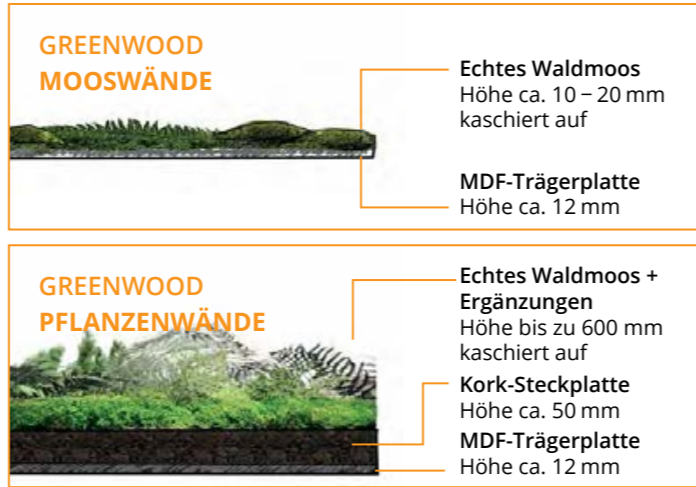 GREENWOOD
MOOSWÄNDE
Echtes Waldmoos
Höhe ca. 10 – 20 mm
kaschiert auf
MDF-Trägerplatte
Höhe ca. 12 mm
GREENWOOD
PFLANZENWÄNDE
Echtes Waldmoos +
Ergänzungen
Höhe bis zu 600 mm
kaschiert auf
Kork-Steckplatte
Höhe ca. 50 mm
MDF-Trägerplatte
Höhe ca. 12 mm